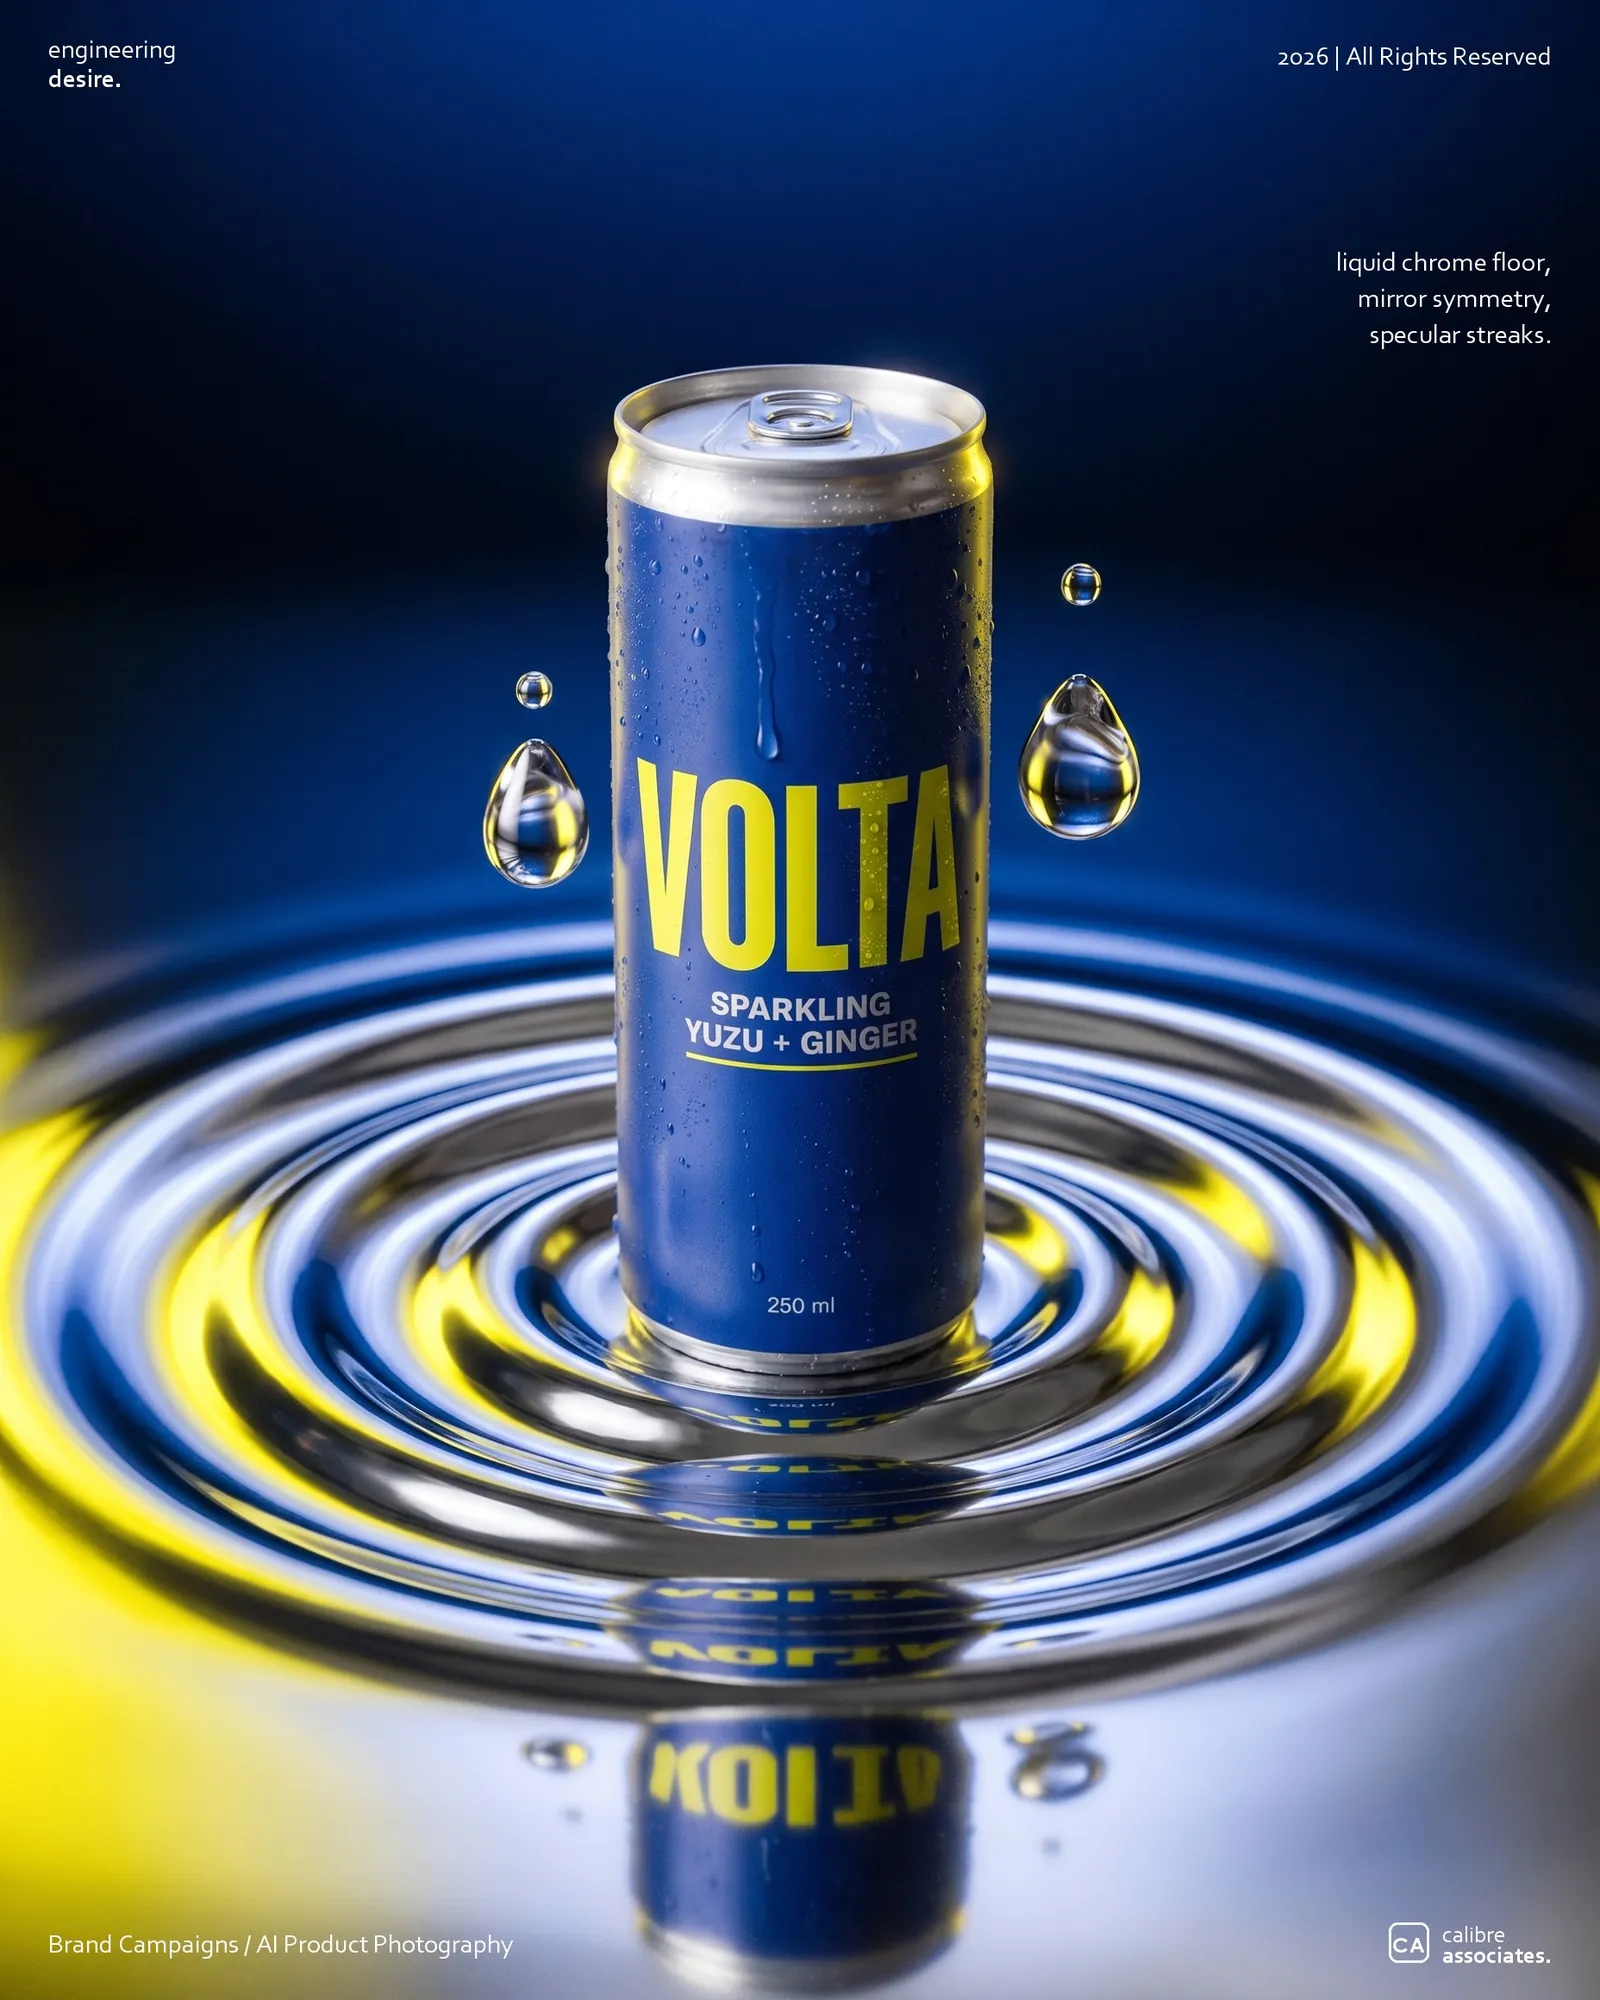 engineering
desire.
2026 | All Rights Reserved
liquid chrome floor,
mirror symmetry,
specular streaks.
VOLTA
SPARKLING
YUZU + GINGER
250 ml
Brand Campaigns / AI Product Photography
CA
calibre
associates.